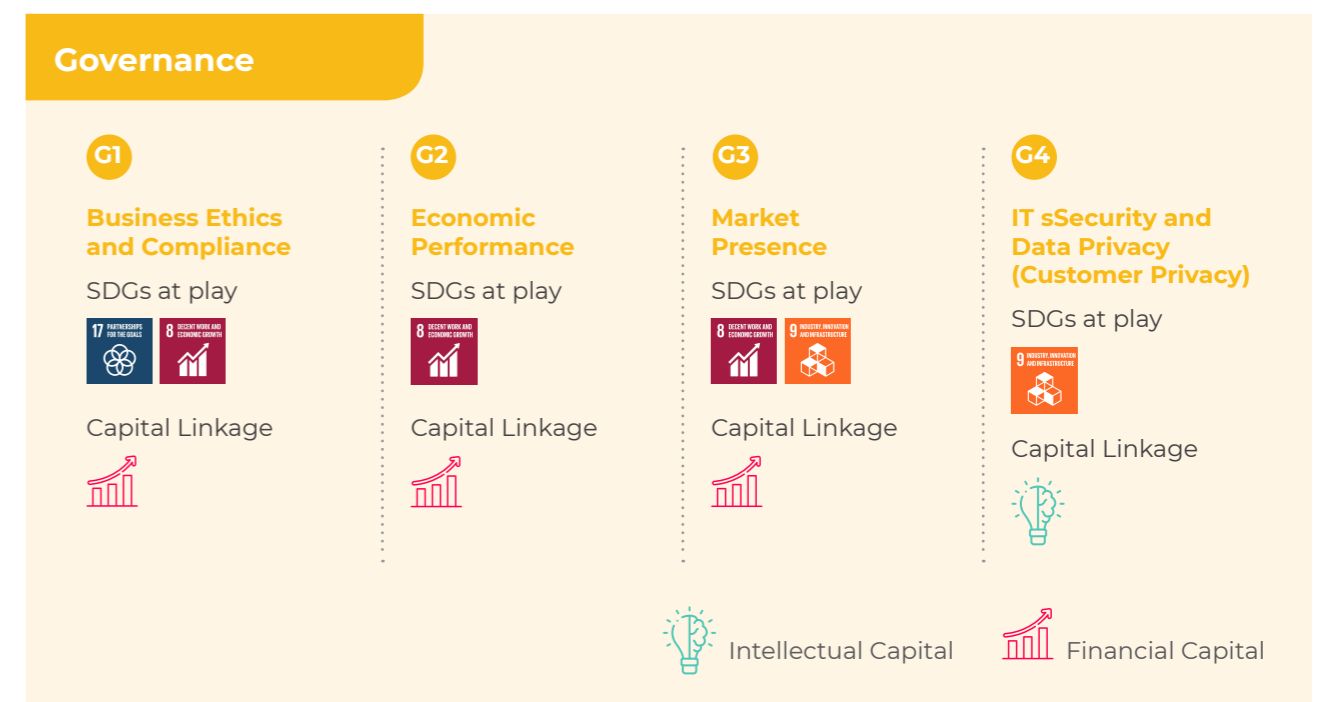 Governance
G1
Business Ethics
and Compliance
SDGs at play
17 PARTNERSHIPS
FOR THE GOALS
8 DECENT WORK AND
ECONOMIC GROWTH
Capital Linkage
G2
Economic
Performance
SDGs at play
8 DECENT WORK AND
ECONOMIC GROWTH
Capital Linkage
G3
Market
Presence
SDGs at play
8 DECENT WORK AND
ECONOMIC GROWTH
9 INDUSTRY, INNOVATION
AND INFRASTRUCTURE
Capital Linkage
G4
IT sSecurity and
Data Privacy
(Customer Privacy)
SDGs at play
9 INDUSTRY, INNOVATION
AND INFRASTRUCTURE
Capital Linkage
Intellectual Capital
Financial Capital